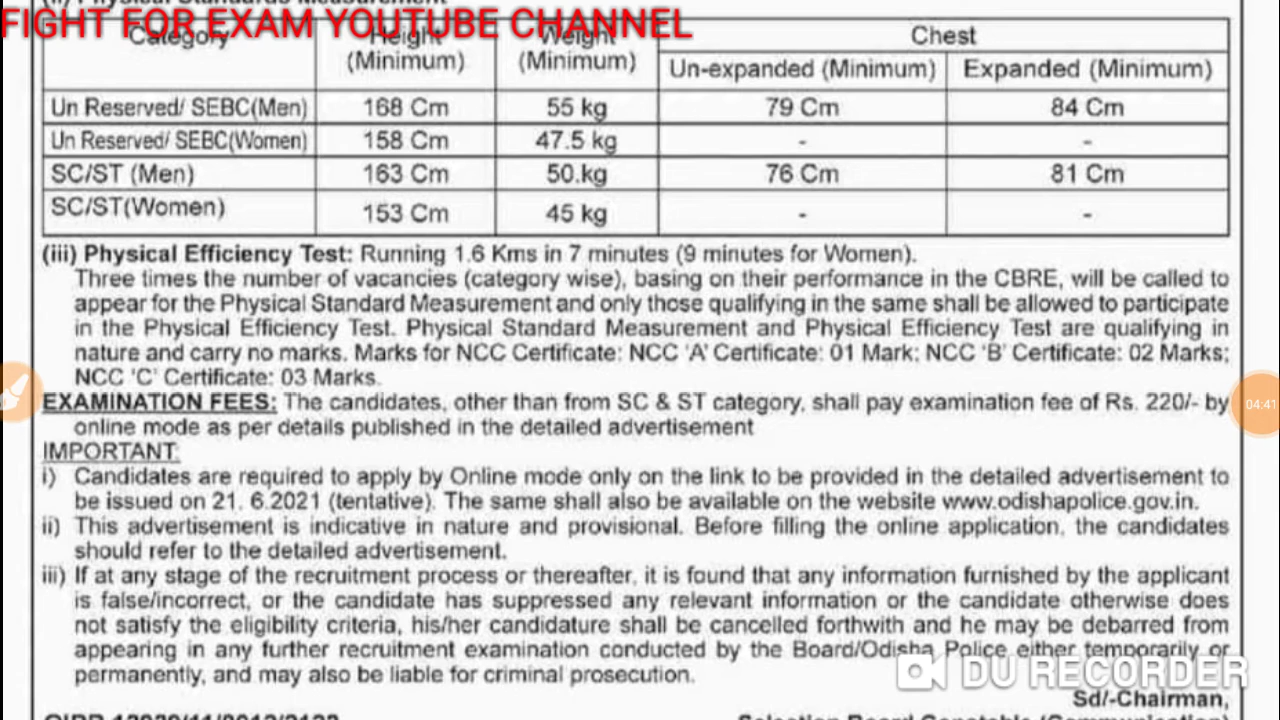 (ii) Physical Standards Measurement
FIGHT FOR EXAM YOUTUBE CHANNEL
Category Height (Minimum) Weight (Minimum) Chest
Un-expanded (Minimum) Expanded (Minimum)
Un Reserved/ SEBC(Men) 168 Cm 55 kg 79 Cm 84 Cm
Un Reserved/ SEBC(Women) 158 Cm 47.5 kg - -
SC/ST (Men) 163 Cm 50.kg 76 Cm 81 Cm
SC/ST(Women) 153 Cm 45 kg - -
(iii) Physical Efficiency Test: Running 1.6 Kms in 7 minutes (9 minutes for Women).
Three times the number of vacancies (category wise), basing on their performance in the CBRE, will be called to
appear for the Physical Standard Measurement and only those qualifying in the same shall be allowed to participate
in the Physical Efficiency Test. Physical Standard Measurement and Physical Efficiency Test are qualifying in
nature and carry no marks. Marks for NCC Certificate: NCC 'A' Certificate: 01 Mark; NCC 'B' Certificate: 02 Marks;
NCC 'C' Certificate: 03 Marks.
EXAMINATION FEES: The candidates, other than from SC & ST category, shall pay examination fee of Rs. 220/- by
04:41
online mode as per details published in the detailed advertisement
IMPORTANT:
i) Candidates are required to apply by Online mode only on the link to be provided in the detailed advertisement to
be issued on 21. 6.2021 (tentative). The same shall also be available on the website www.odishapolice.gov.in.
ii) This advertisement is indicative in nature and provisional. Before filling the online application, the candidates
should refer to the detailed advertisement.
iii) If at any stage of the recruitment process or thereafter, it is found that any information furnished by the applicant
is false/incorrect, or the candidate has suppressed any relevant information or the candidate otherwise does
not satisfy the eligibility criteria, his/her candidature shall be cancelled forthwith and he may be debarred from
appearing in any further recruitment examination conducted by the Board/Odisha Police either temporarily or
permanently, and may also be liable for criminal prosecution.
DU RECORDER
Sd/-Chairman,
Selection Board Constable (Communication)